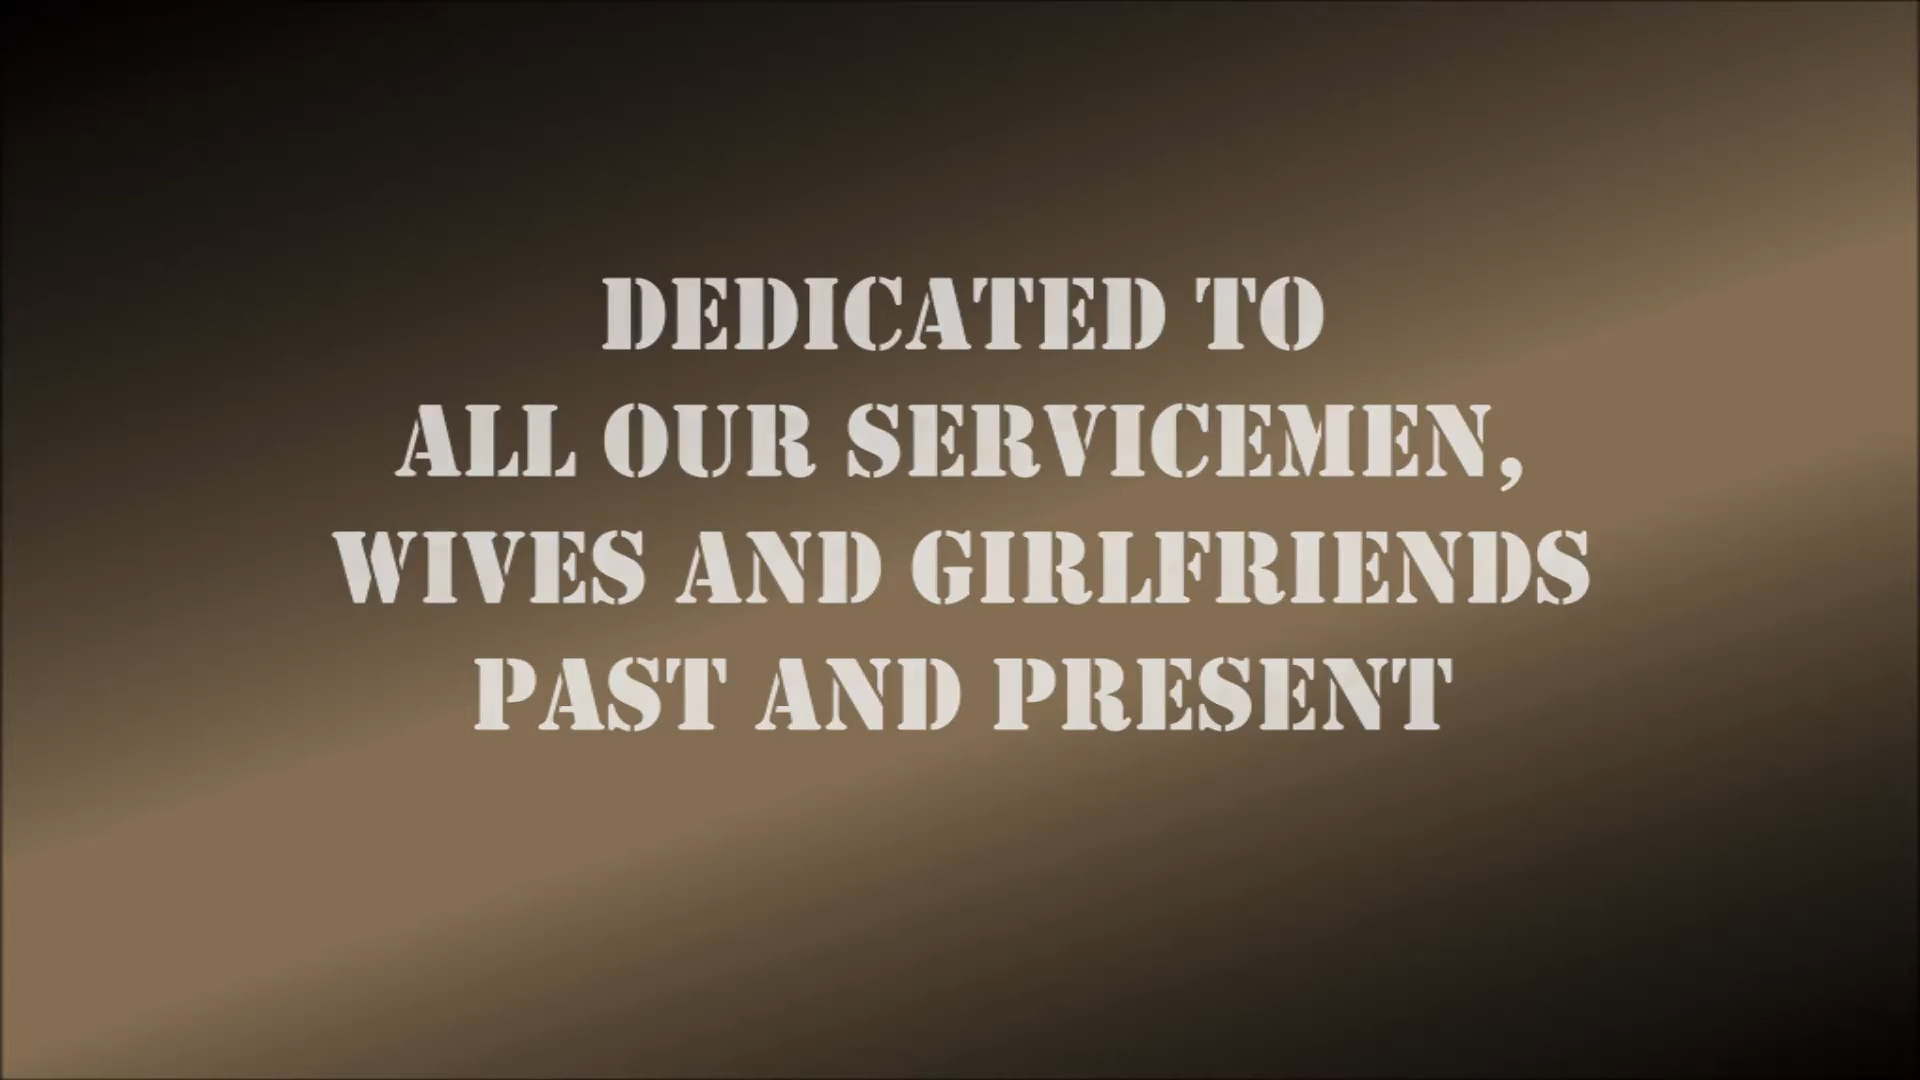 DEDICATED TO
ALL OUR SERVICEMEN,
WIVES AND GIRLFRIENDS
PAST AND PRESENT